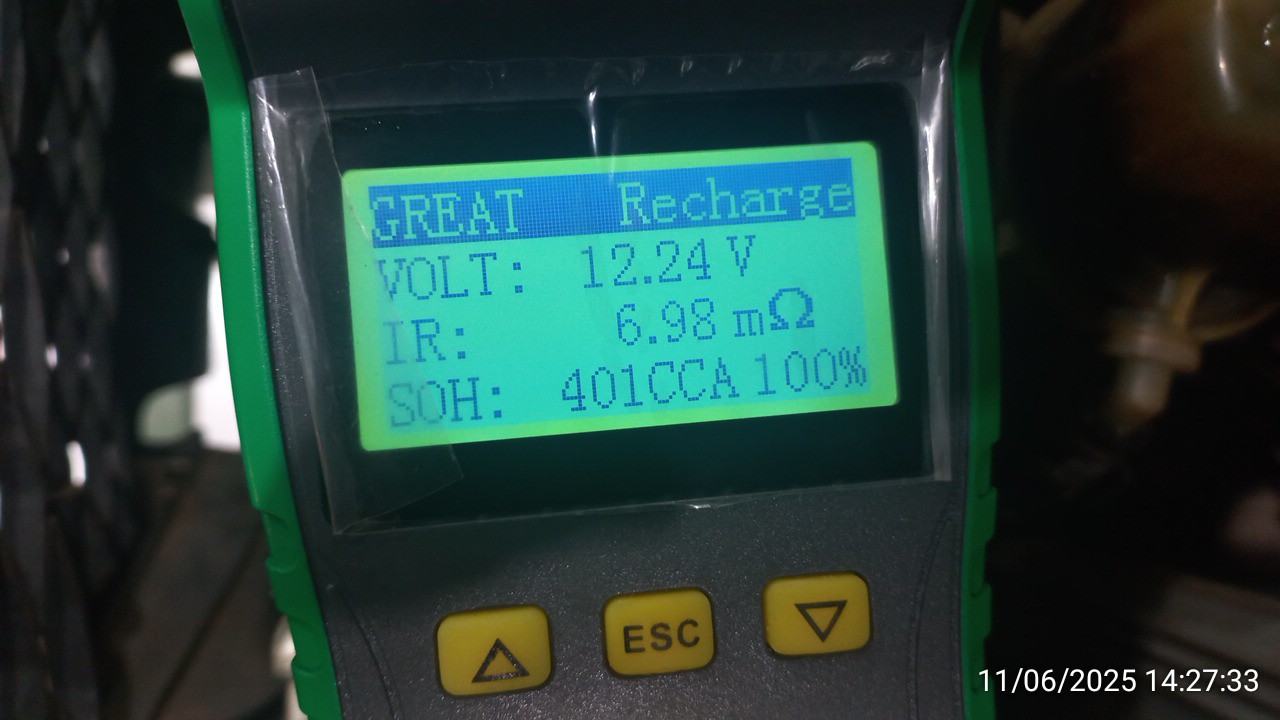 GREAT Recharge
VOLT: 12.24 V
IR: 6.98 mΩ
SOH: 401CCA 100%
ESC
11/06/2025 14:27:33